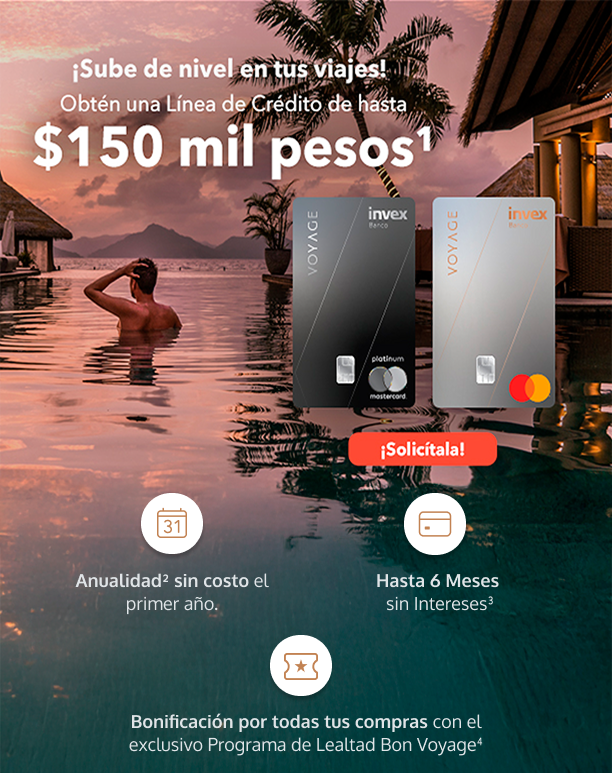 ¡Sube de nivel en tus viajes!
Obtén una Línea de Crédito de hasta
$150 mil pesos¹
VOYAGE
invex
Banco
platinum
mastercard
VOYAGE
invex
Banco
¡Solicítala!
31
Anualidad² sin costo el
primer año.
Hasta 6 Meses
sin Intereses³
Bonificación por todas tus compras con el
exclusivo Programa de Lealtad Bon Voyage⁴